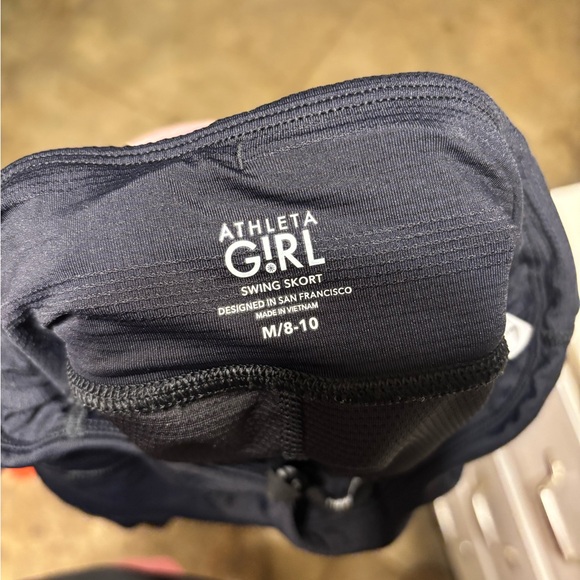 ATHLETA
G!RL
SWING SKORT
DESIGNED IN SAN FRANCISCO
MADE IN VIETNAM
M/8-10